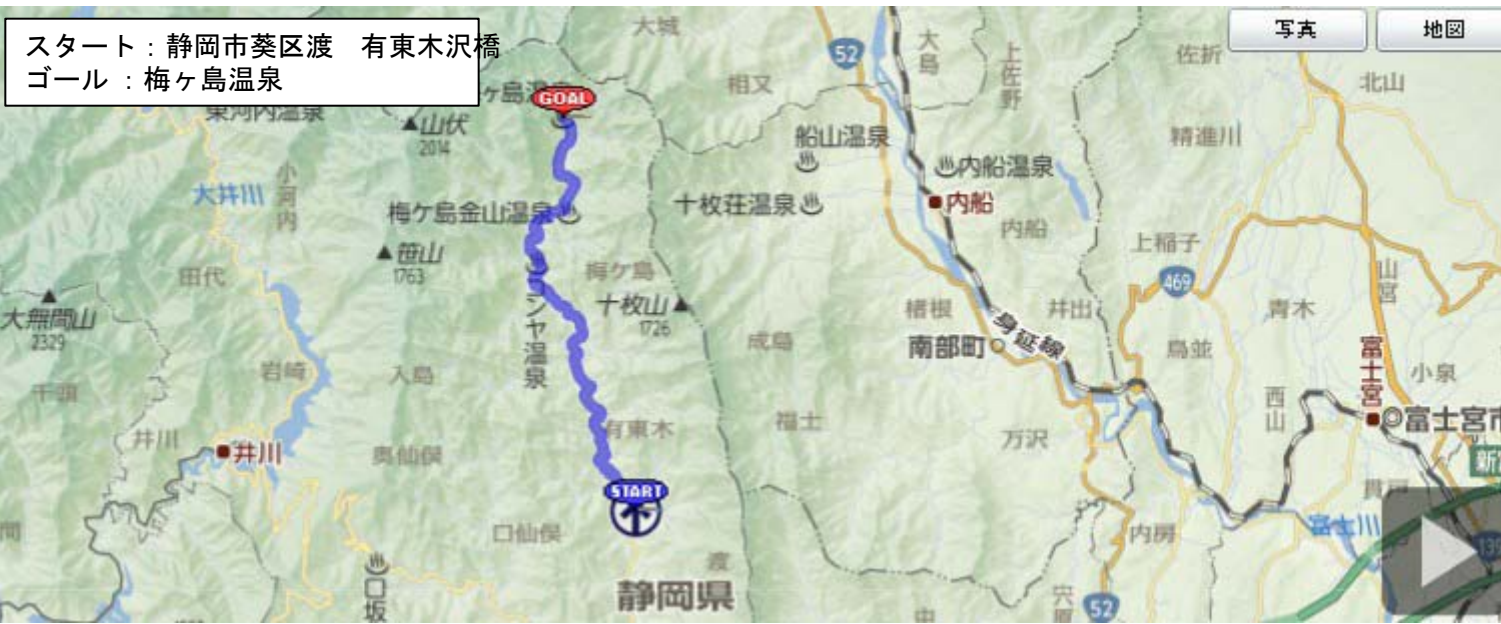 スタート：静岡市葵区渡　有東木沢橋
ゴール ：梅ヶ島温泉
写真
地図
大城
52
大島
上佐野
佐折
北山
相又
GOAL
東河内温泉
山伏
2014
船山温泉
内船温泉
精進川
小河内
大井川
梅ケ島金山温泉
十枚荘温泉
内船
内船
上稲子
笹山
1763
田代
梅ケ島
469
山宮
大無間山
2329
十枚山
1726
楮根
井出
青木
コンヤ温泉
成島
南部町
身延線
鳥並
富士宮
小泉
岩崎
入島
千頭
西山
富士宮市
井川
井川
奥仙俣
有東木
福士
万沢
新
START
貫戸
口仙俣
内房
富士川
139
渡
口坂
静岡県
穴原
52